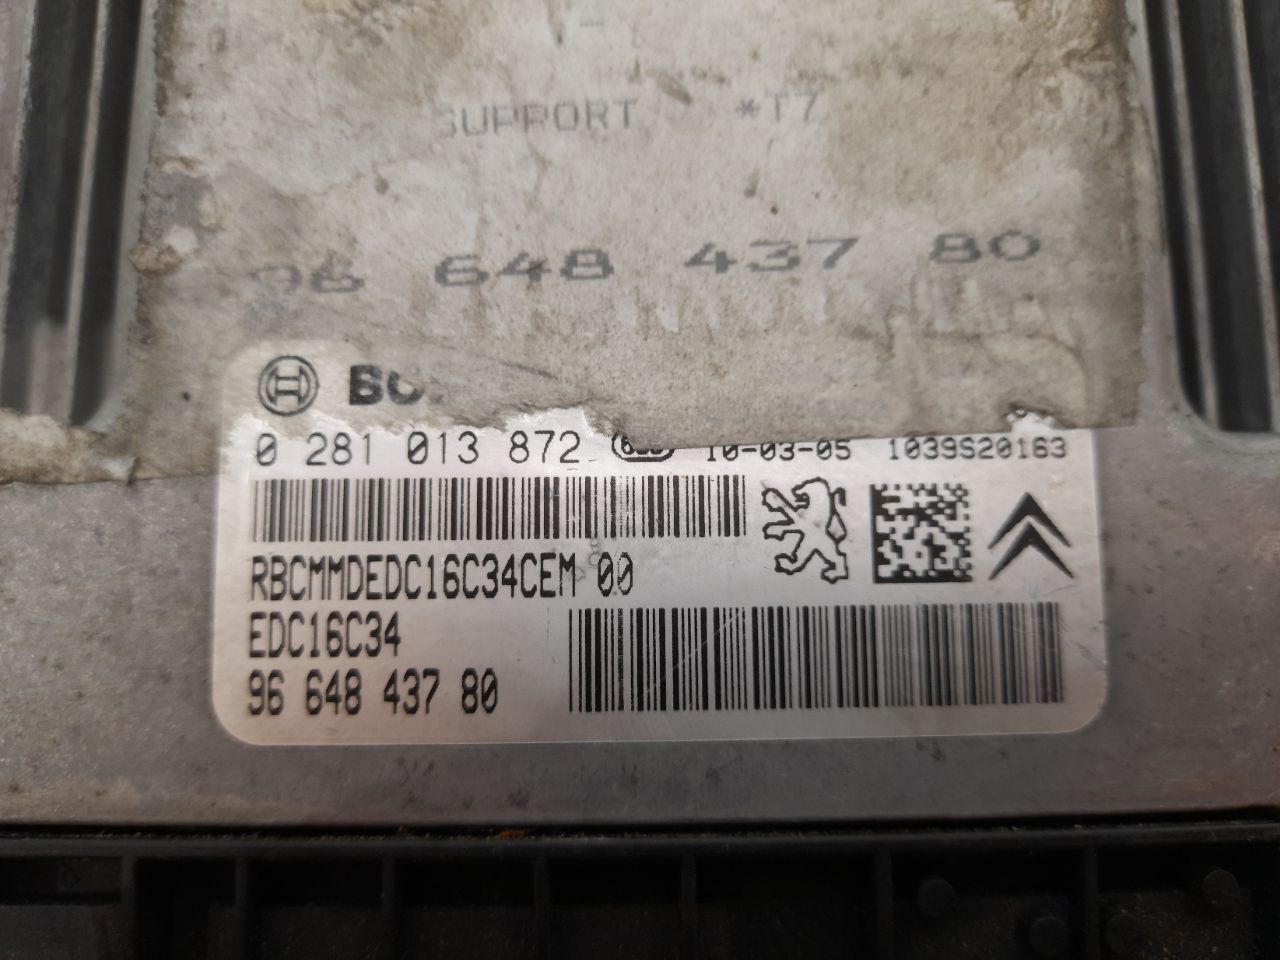 SUPPORT *T7
96 648 437 80
0 281 013 872 10-03-05 1039S20163
RBCMMDEDC16C34CEM 00
EDC16C34
96 648 437 80